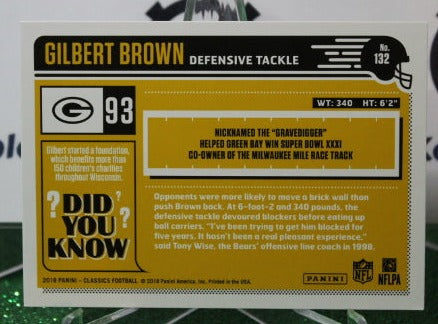 GILBERT BROWN DEFENSIVE TACKLE
No.
132
G 93
WT: 340 HT: 6'2"
NICKNAMED THE "GRAVEDIGGER"
HELPED GREEN BAY WIN SUPER BOWL XXXI
CO-OWNER OF THE MILWAUKEE MILE RACE TRACK
Gilbert started a foundation,
which benefits more than
150 children's charities
throughout Wisconsin.
? DID ?
YOU
KNOW
Opponents were more likely to move a brick wall than
push Brown back. At 6-foot-2 and 340 pounds, the
defensive tackle devoured blockers before eating up
ball carriers. "I've been trying to get him blocked for
five years. It hasn't been a real pleasant experience,"
said Tony Wise, the Bears' offensive line coach in 1998.
2018 PANINI - CLASSICS FOOTBALL © 2018 Panini America, Inc. Printed in the USA.
PANINI
NFL
NFLPA